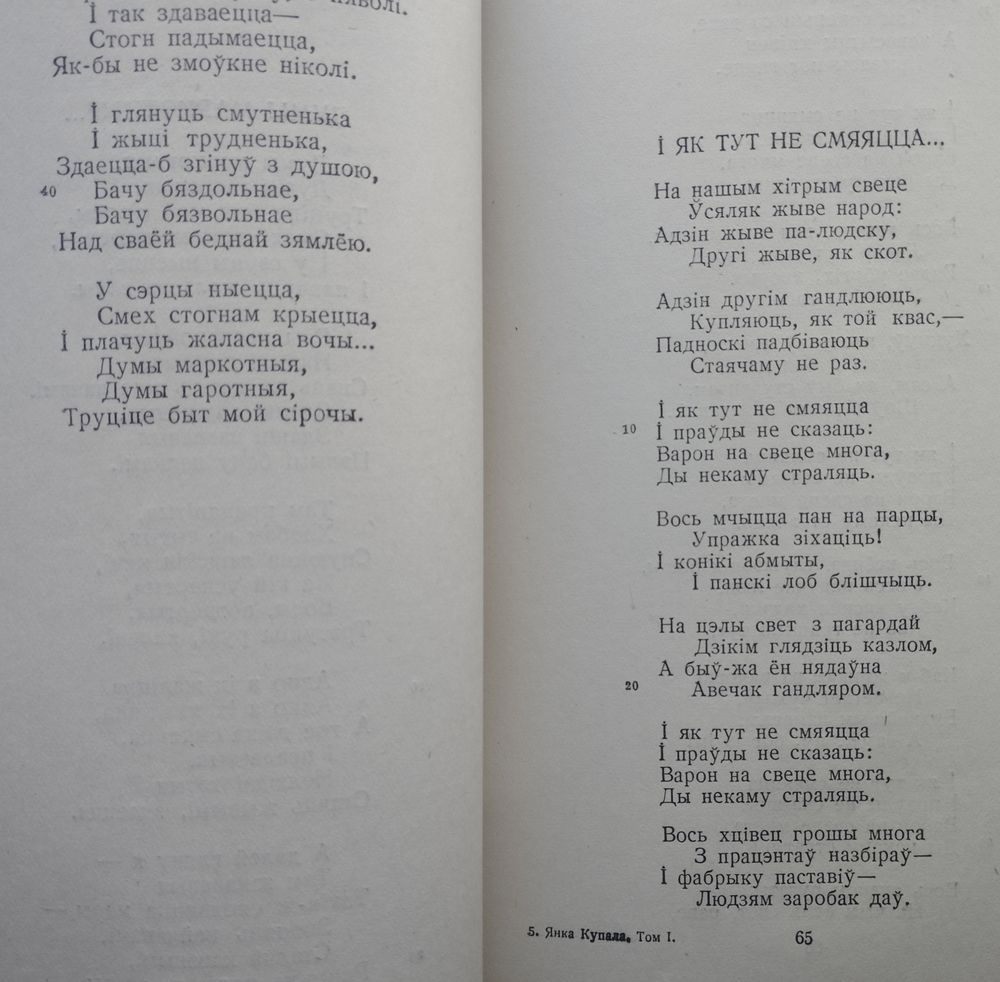 няволі.
І так здаваецца—
Стогн падымаецца,
Як-бы не змоўкне ніколі.
І глянуць смутненька
І жыці трудненька,
Здаецца-б згінуў з душою,
40 Бачу бяздольнае,
Бачу бязвольнае
Над сваёй беднай зямлёю.
У сэрцы ныецца,
Смех стогнам крыецца,
І плачуць жаласна вочы...
Думы маркотныя,
Думы гаротныя,
Труціце быт мой сірочы.
І ЯК ТУТ НЕ СМЯЯЦЦА...
На нашым хітрым свеце
Ўсяляк жыве народ:
Адзін жыве па-людску,
Другі жыве, як скот.
Адзін другім гандлююць,
Купляюць, як той квас,—
Падноскі падбіваюць
Стаячаму не раз.
І як тут не смяяцца
10 І праўды не сказаць:
Варон на свеце многа,
Ды некаму страляць.
Вось мчыцца пан на парцы,
Упражка зіхаціць!
І конікі абмыты,
І панскі лоб блішчыць.
На цэлы свет з пагардай
Дзікім глядзіць казлом,
А быў-жа ён нядаўна
20 Авечак гандляром.
І як тут не смяяцца
І праўды не сказаць:
Варон на свеце многа,
Ды некаму страляць.
Вось хцівец грошы многа
З працэнтаў назбіраў—
І фабрыку паставіў—
Людзям заробак даў.
5. Янка Купала, Том І.
65